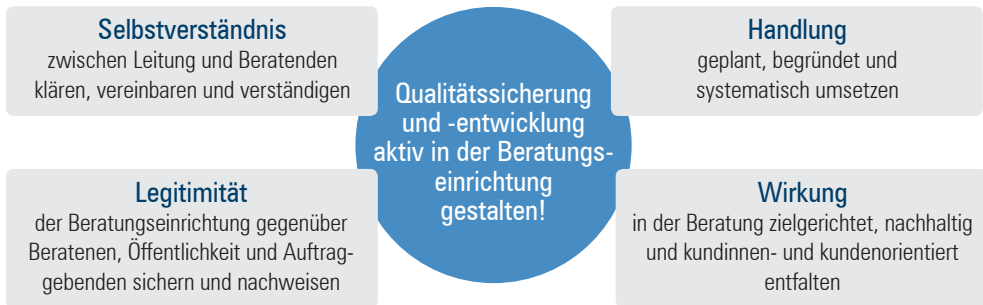 Selbstverständnis
zwischen Leitung und Beratenden
klären, vereinbaren und verständigen
Handlung
geplant, begründet und
systematisch umsetzen
Qualitätssicherung
und -entwicklung
aktiv in der Beratungs-
einrichtung
gestalten!
Legitimität
der Beratungseinrichtung gegenüber
Beratenen, Öffentlichkeit und Auftrag-
gebenden sichern und nachweisen
Wirkung
in der Beratung zielgerichtet, nachhaltig
und kundinnen- und kundenorientiert
entfalten